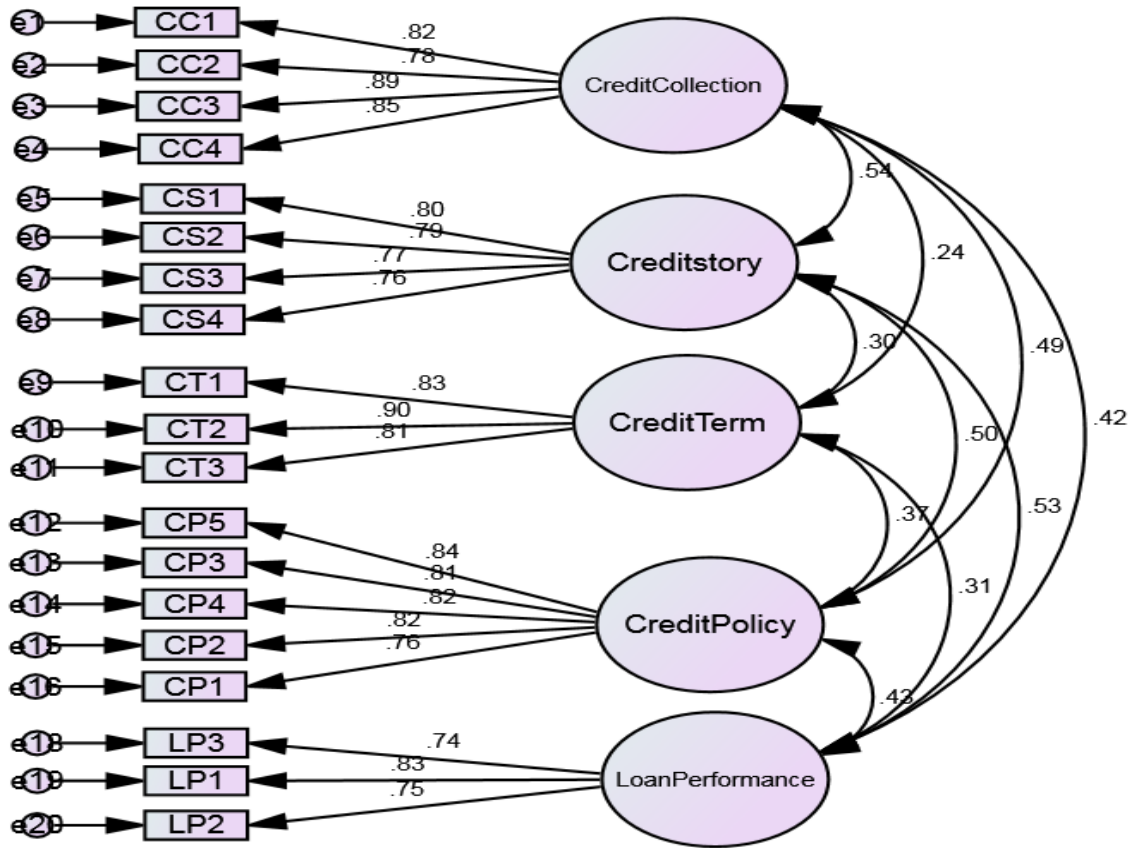 e1 CC1 .82
e2 CC2 .78
e3 CC3 .89
e4 CC4 .85
CreditCollection
e5 CS1 .80
e6 CS2 .79
e7 CS3 .77
e8 CS4 .76
Creditstory
e9 CT1 .83
e10 CT2 .90
e11 CT3 .81
CreditTerm
e12 CP5 .84
e13 CP3 .81
e14 CP4 .82
e15 CP2 .82
e16 CP1 .76
CreditPolicy
e18 LP3 .74
e19 LP1 .83
e20 LP2 .75
LoanPerformance
.54
.24
.30
.49
.42
.50
.53
.37
.31
.43